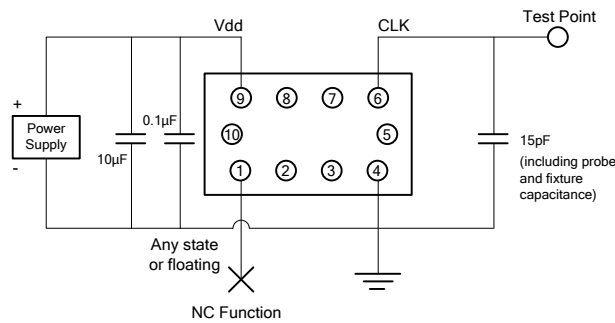 Vdd
CLK
Test Point
+
Power
Supply
-
10µF
0.1µF
9
8
7
6
10
5
1
2
3
4
15pF
(including probe
and fixture
capacitance)
Any state
or floating
NC Function